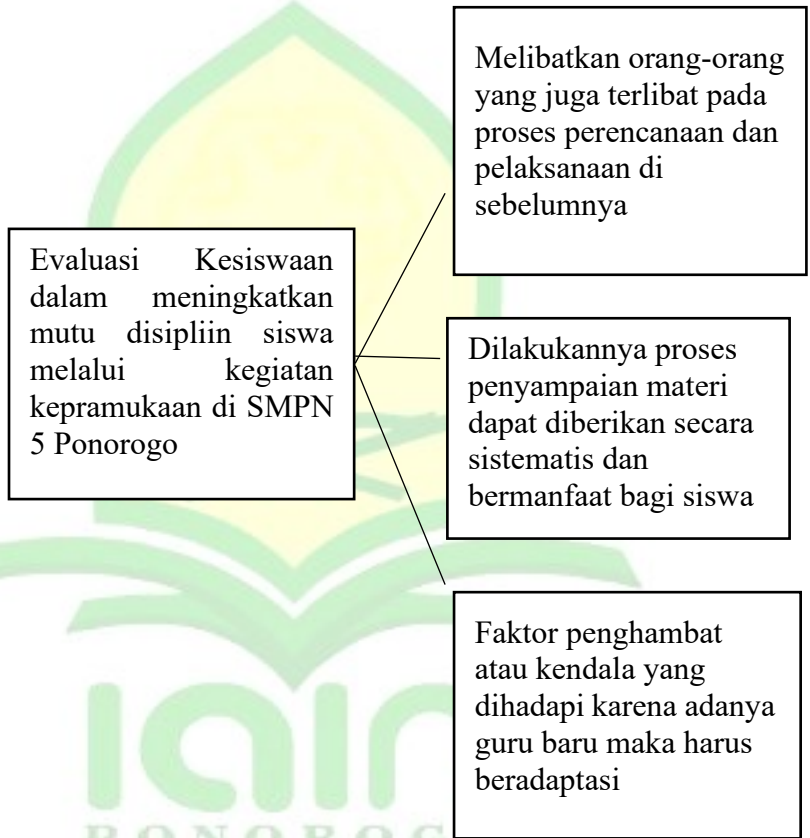 Melibatkan orang-orang
yang juga terlibat pada
proses perencanaan dan
pelaksanaan di
sebelumnya
Evaluasi Kesiswaan
dalam meningkatkan
mutu disipliin siswa
melalui kegiatan
kepramukaan di SMPN
5 Ponorogo
Dilakukannya proses
penyampaian materi
dapat diberikan secara
sistematis dan
bermanfaat bagi siswa
Faktor penghambat
atau kendala yang
dihadapi karena adanya
guru baru maka harus
beradaptasi